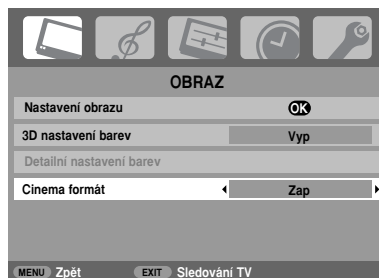 OBRAZ
Nastavení obrazu OK
3D nastavení barev Vyp
Detailní nastavení barev
Cinema formát Zap
MENU Zpět EXIT Sledování TV